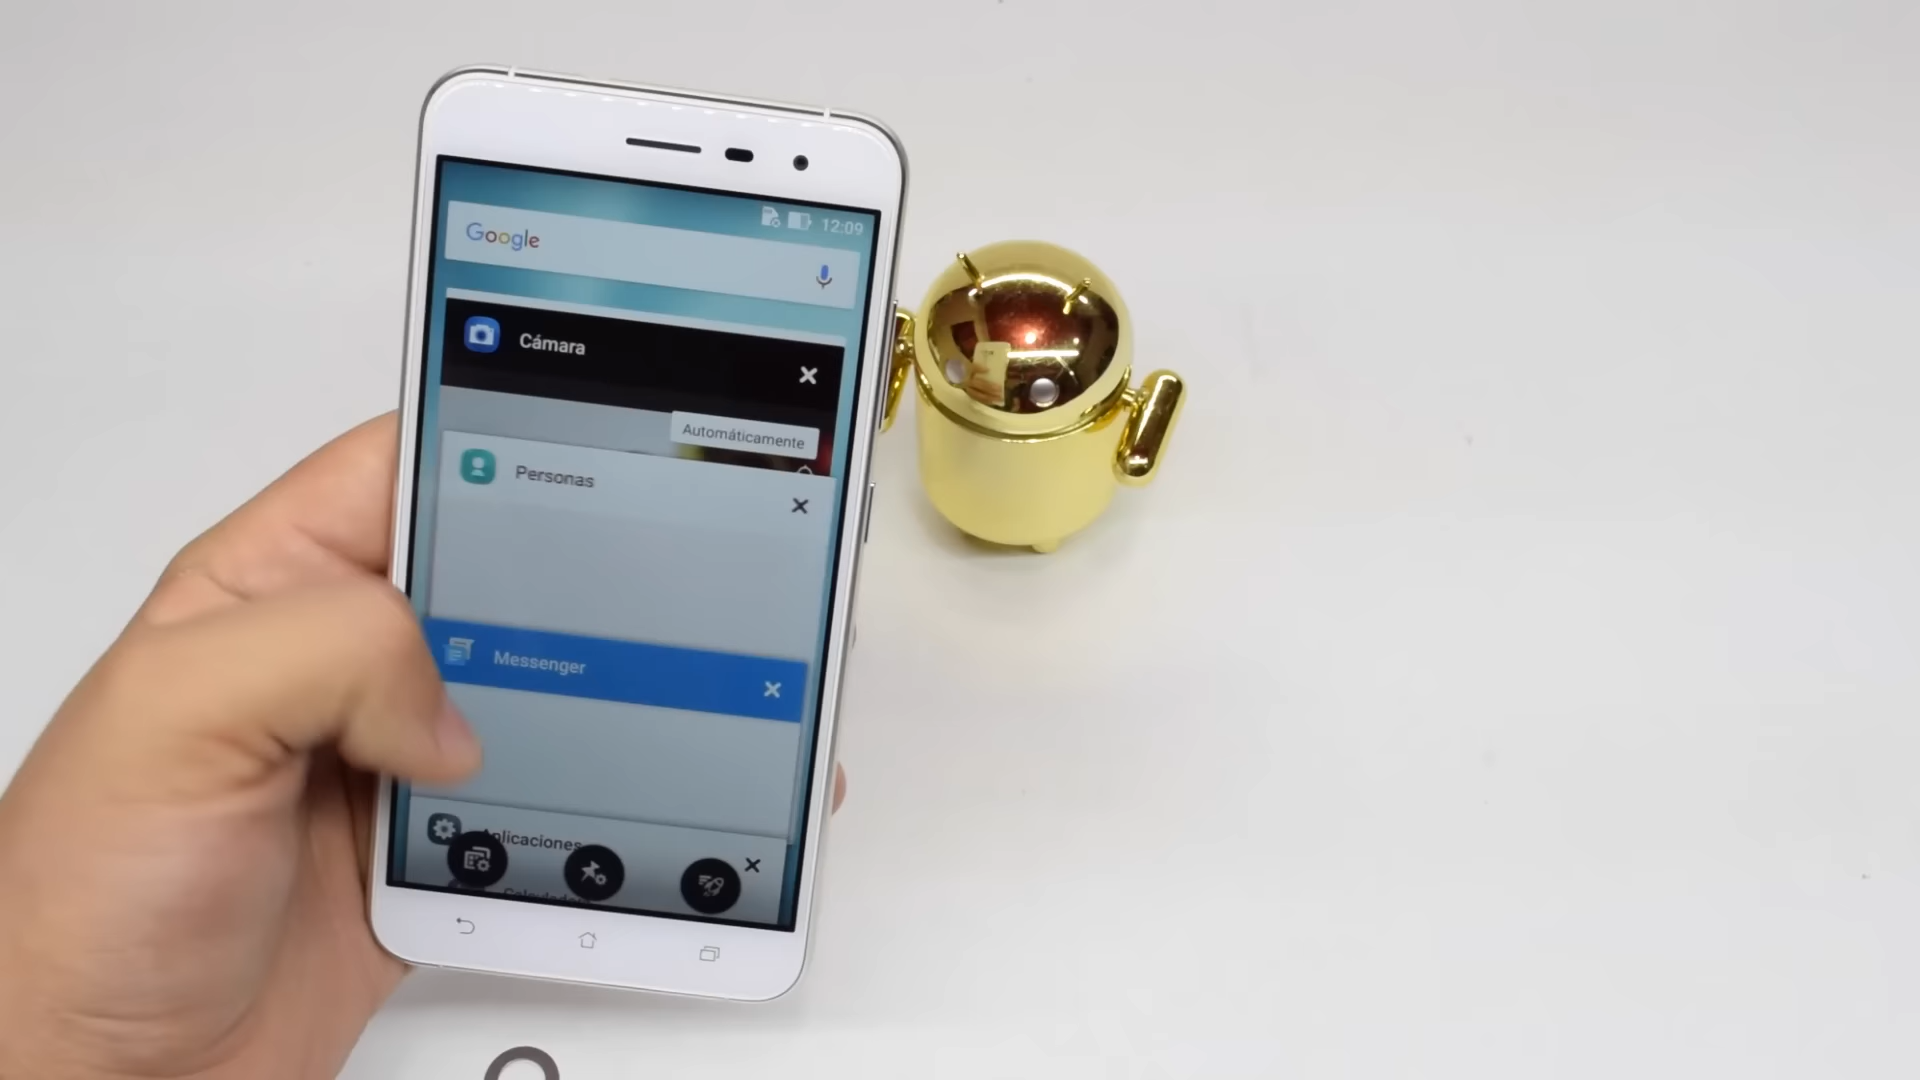 12:09
Google
Cámara
Automáticamente
Personas
Messenger
Aplicaciones